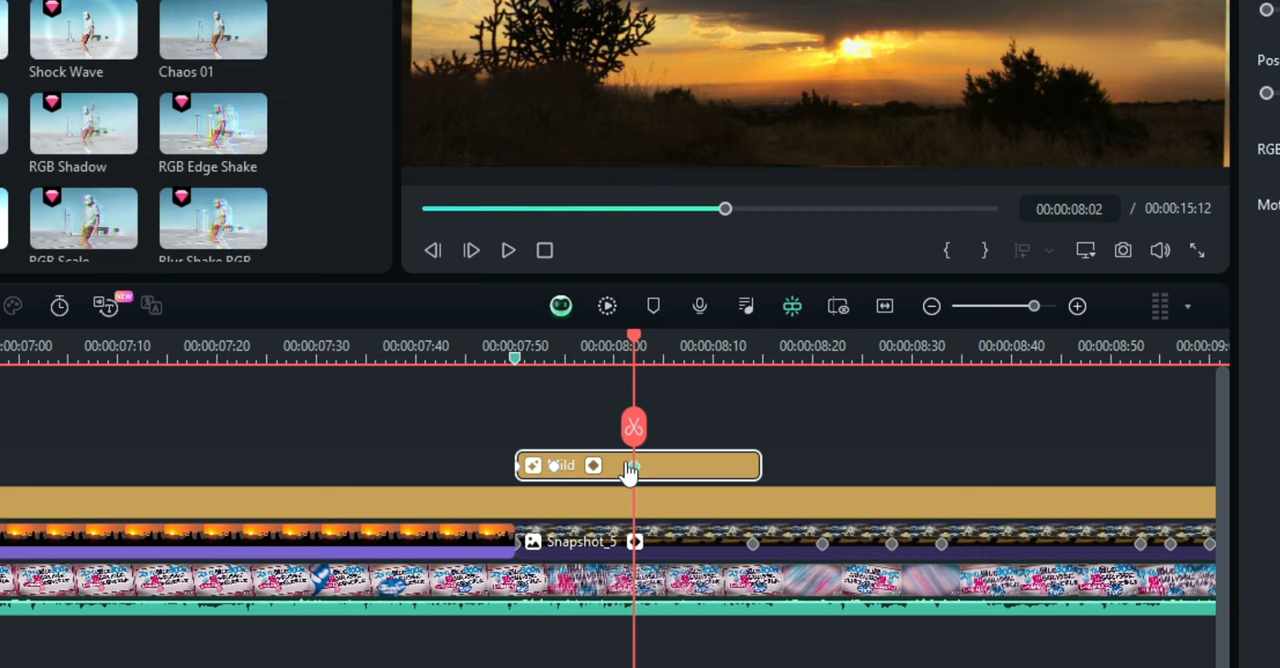 Shock Wave
Chaos 01
RGB Shadow
RGB Edge Shake
RGB Scale
Blur Shake RGB
Pos
RGB
Mot
00:00:08:02 / 00:00:15:12
NEW
:00:07:00 00:00:07:10 00:00:07:20 00:00:07:30 00:00:07:40 00:00:07:50 00:00:08:00 00:00:08:10 00:00:08:20 00:00:08:30 00:00:08:40 00:00:08:50 00:00:09:
Wild
Snapshot_5